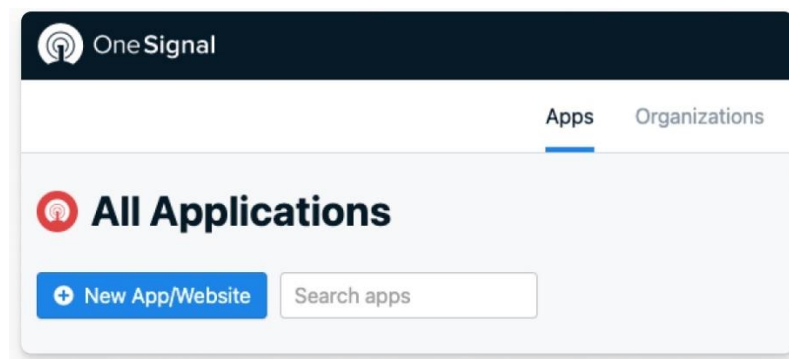 OneSignal
Apps Organizations
All Applications
New App/Website Search apps